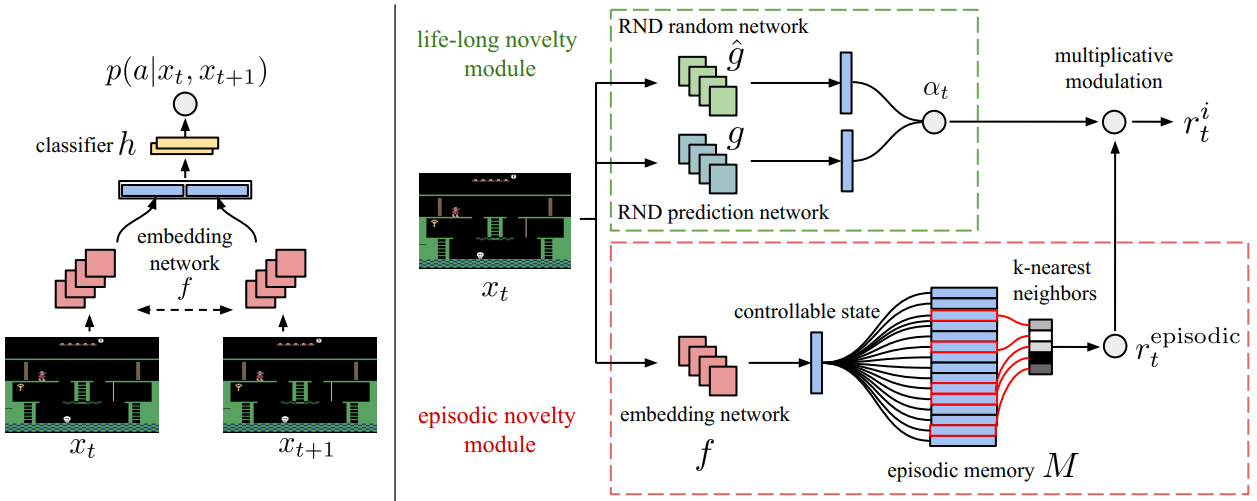 p(a|x_t, x_{t+1})
classifier h
embedding
network
f
x_t
x_{t+1}
life-long novelty
module
RND random network
ĝ
g
RND prediction network
α_t
multiplicative
modulation
r_t^i
x_t
episodic novelty
module
controllable state
embedding network
f
k-nearest
neighbors
r_t^{episodic}
episodic memory M